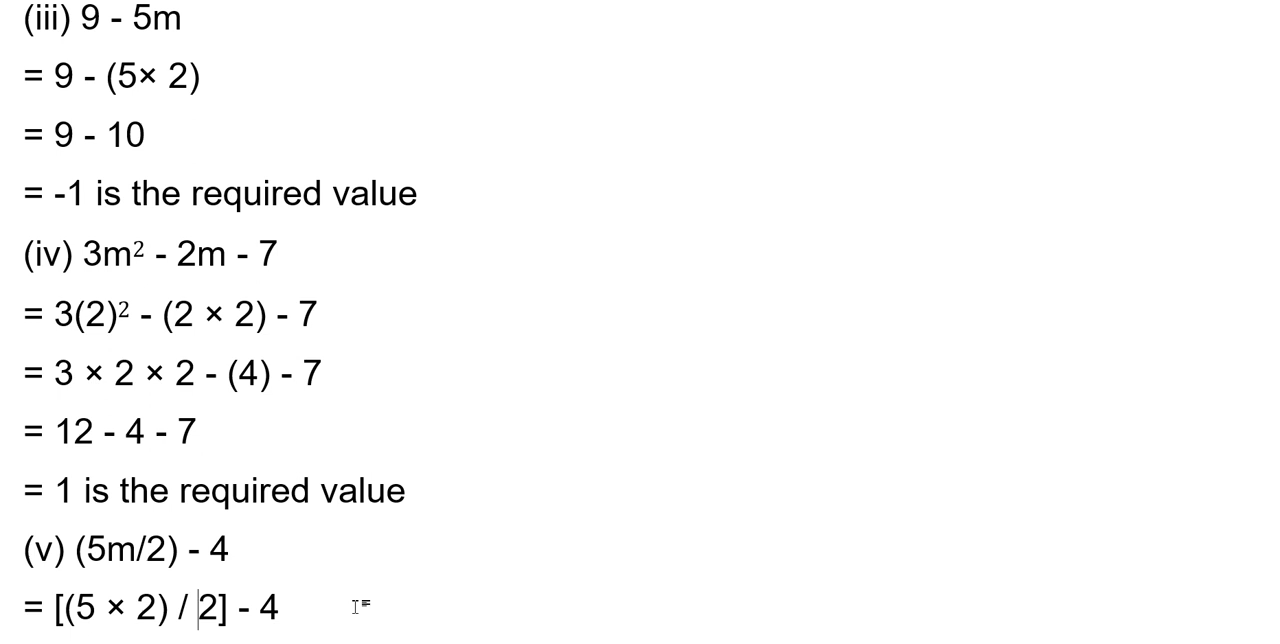 (iii) 9 - 5m
= 9 - (5× 2)
= 9 - 10
= -1 is the required value
(iv) 3m² - 2m - 7
= 3(2)² - (2 × 2) - 7
= 3 × 2 × 2 - (4) - 7
= 12 - 4 - 7
= 1 is the required value
(v) (5m/2) - 4
= [(5 × 2) / 2] - 4